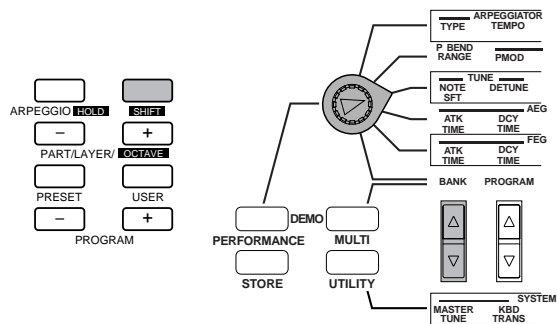 ARPEGGIO HOLD SHIFT
− +
PART/LAYER/ OCTAVE
PRESET USER
− +
PROGRAM
PERFORMANCE DEMO MULTI
STORE UTILITY
ARPEGGIATOR
TYPE TEMPO
P BEND
RANGE PMOD
TUNE
NOTE DETUNE
SFT
AEG
ATK DCY
TIME TIME
FEG
ATK DCY
TIME TIME
BANK PROGRAM
SYSTEM
MASTER KBD
TUNE TRANS